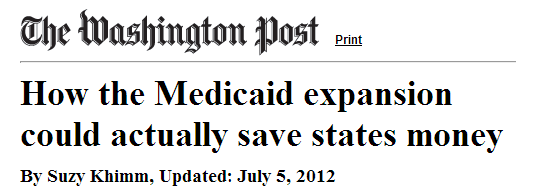 The Washington Post Print
How the Medicaid expansion
could actually save states money
By Suzy Khimm, Updated: July 5, 2012